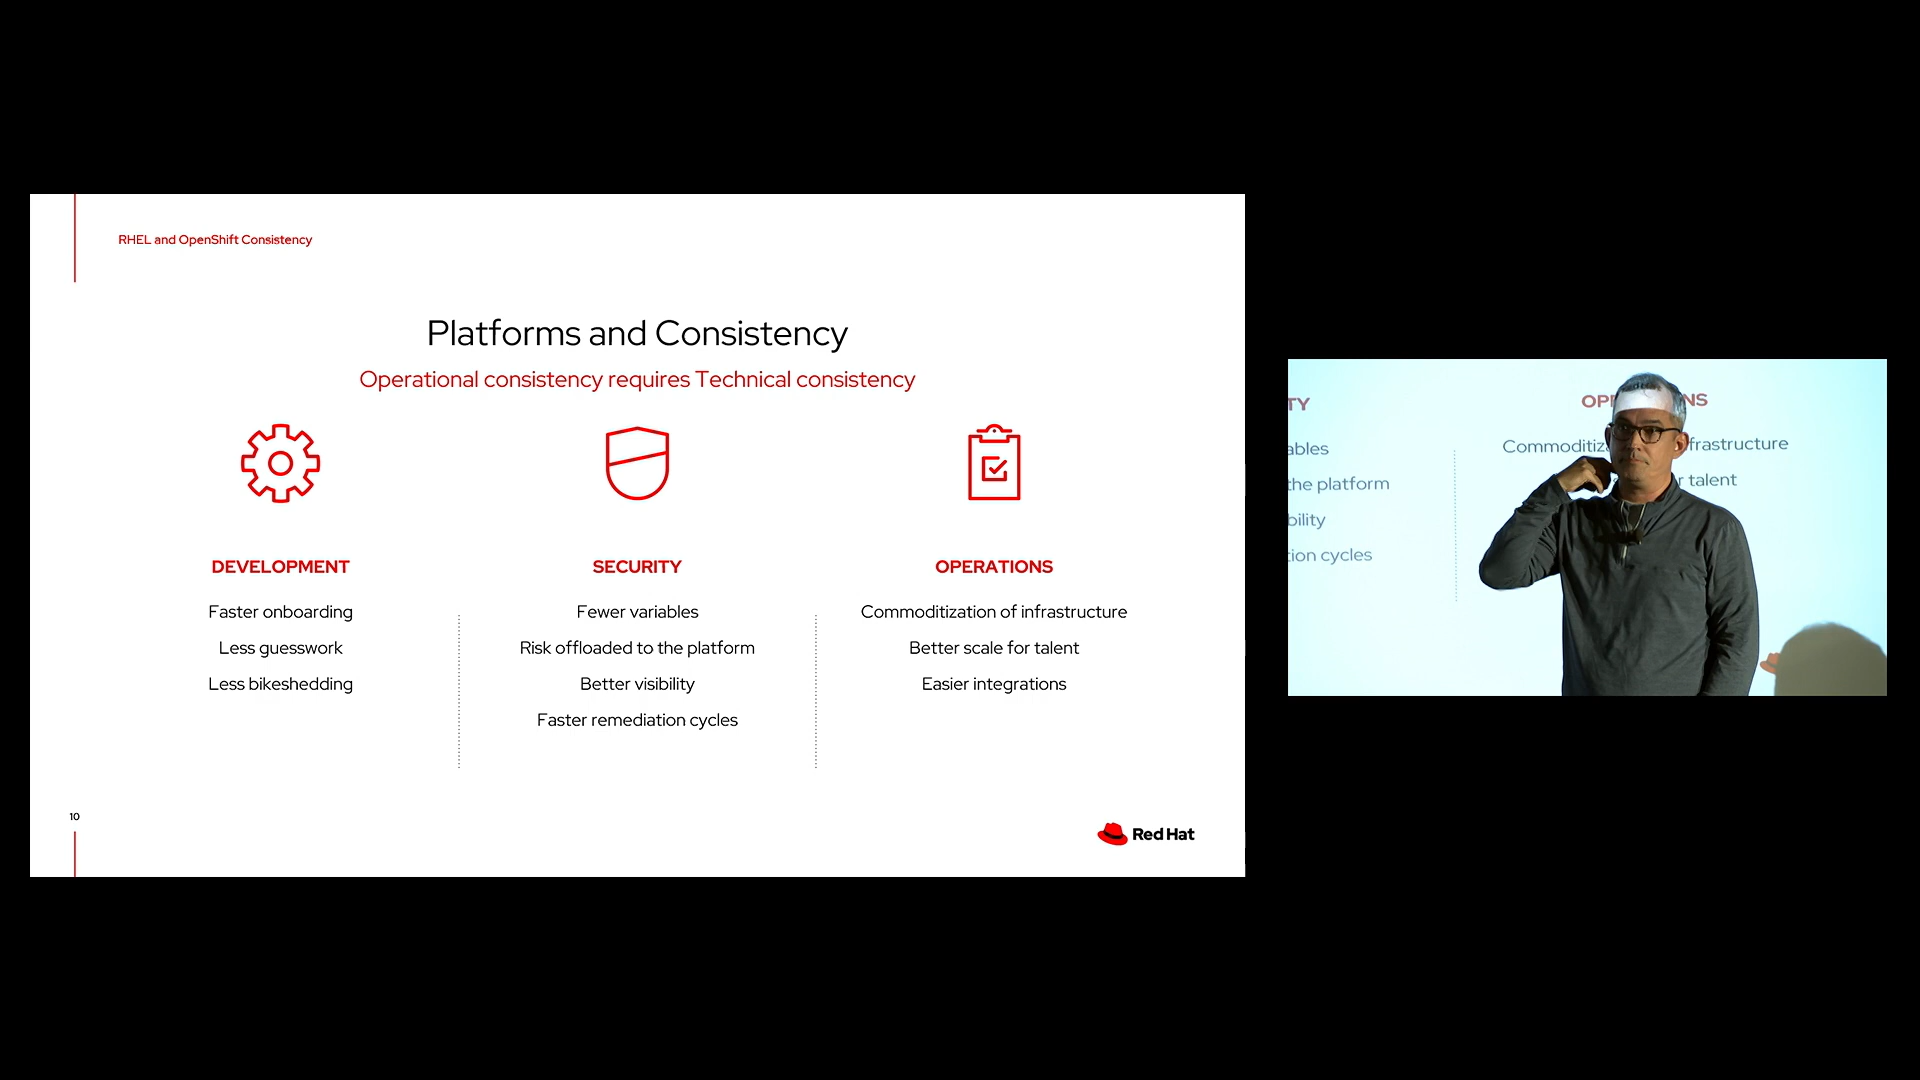 RHEL and OpenShift Consistency
Platforms and Consistency
Operational consistency requires Technical consistency
DEVELOPMENT
Faster onboarding
Less guesswork
Less bikeshedding
SECURITY
Fewer variables
Risk offloaded to the platform
Better visibility
Faster remediation cycles
OPERATIONS
Commoditization of infrastructure
Better scale for talent
Easier integrations
10
Red Hat
TY
ables
the platform
bility
tion cycles
OP NS
Commoditiz frastructure
r talent